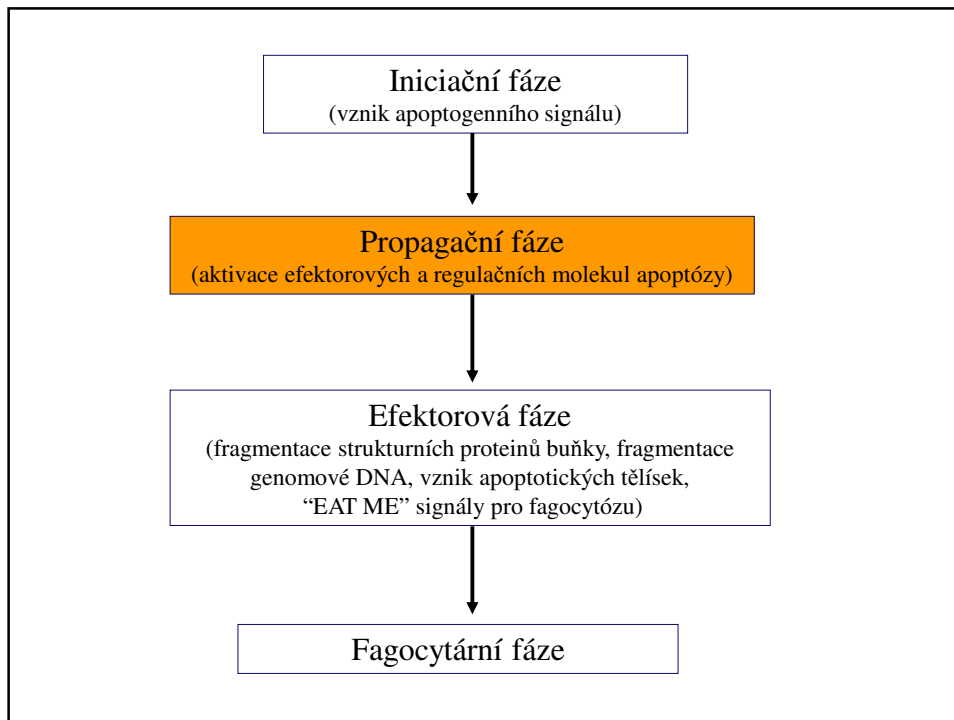 Iniciační fáze
(vznik apoptogenního signálu)
Propagační fáze
(aktivace efektorových a regulačních molekul apoptózy)
Efektorová fáze
(fragmentace strukturních proteinů buňky, fragmentace
genomové DNA, vznik apoptotických tělísek,
“EAT ME” signály pro fagocytózu)
Fagocytární fáze